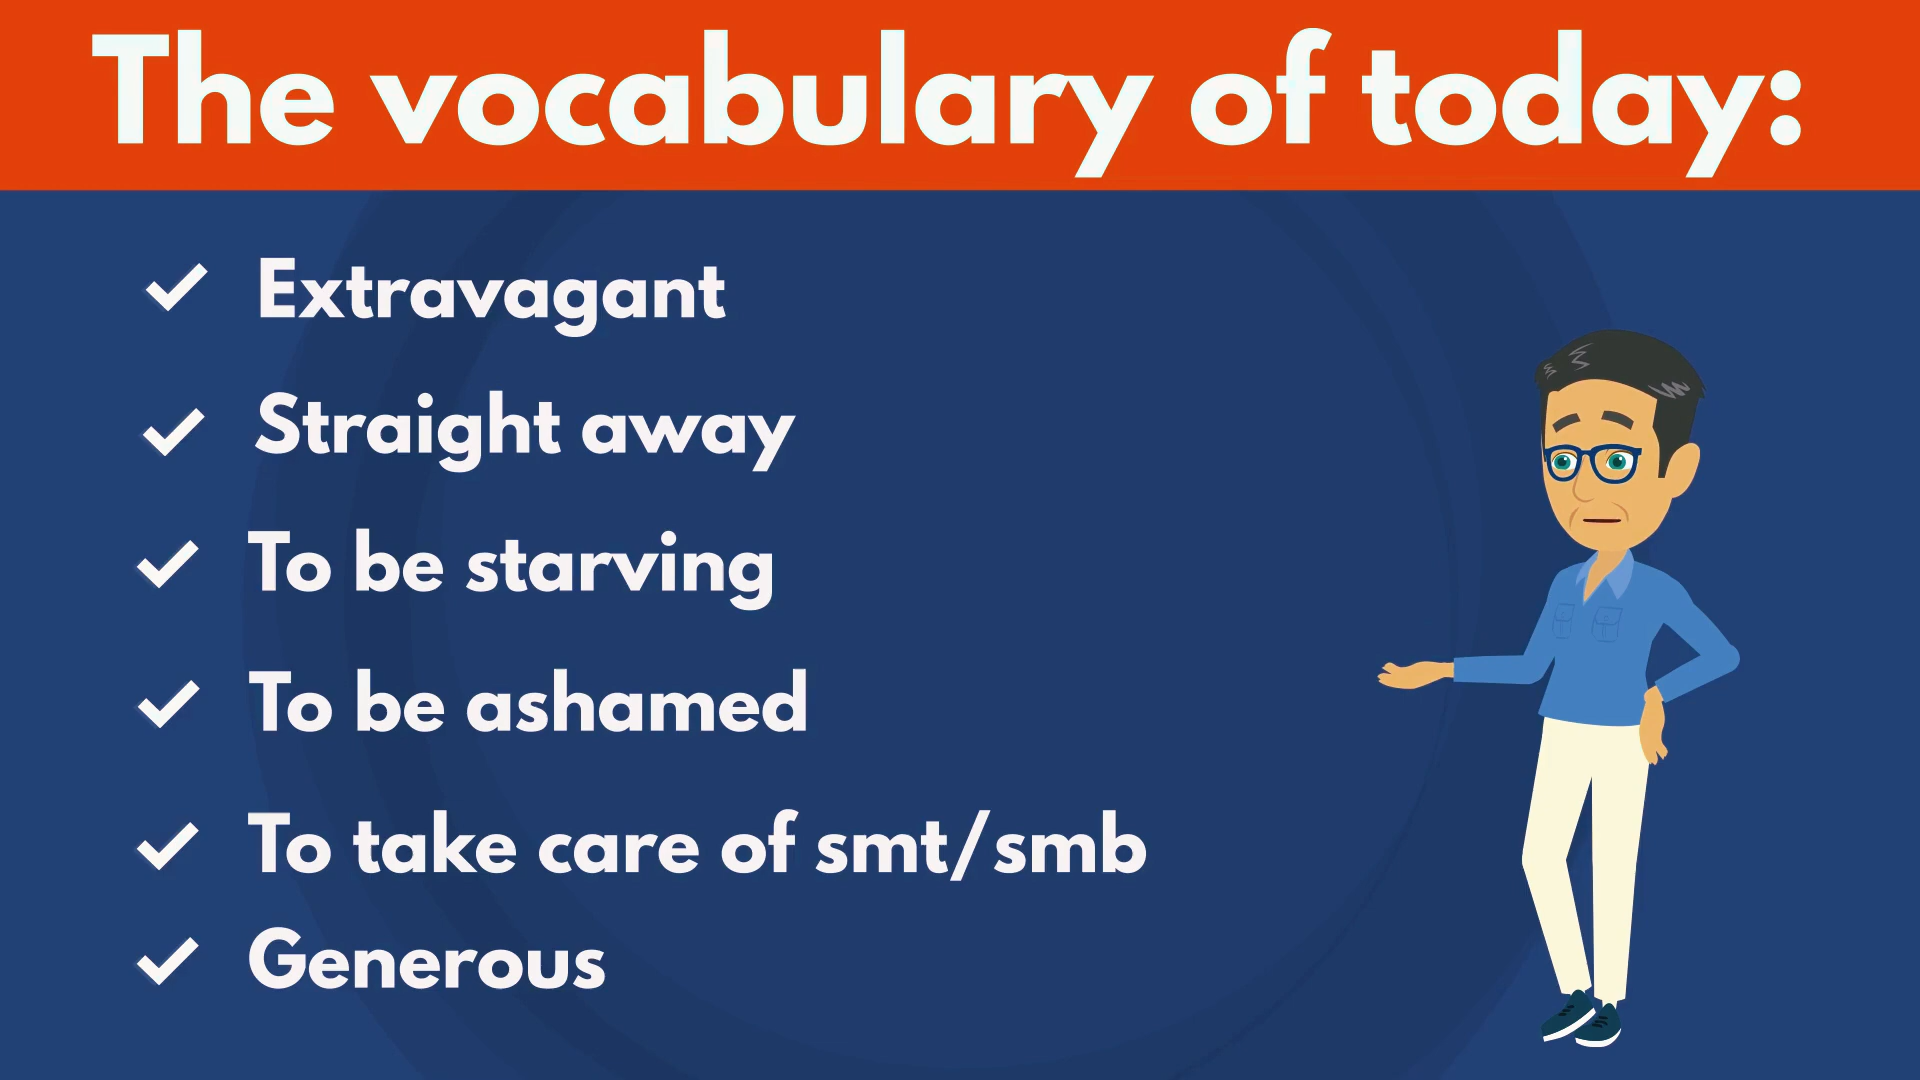 The vocabulary of today:
Extravagant
Straight away
To be starving
To be ashamed
To take care of smt/smb
Generous